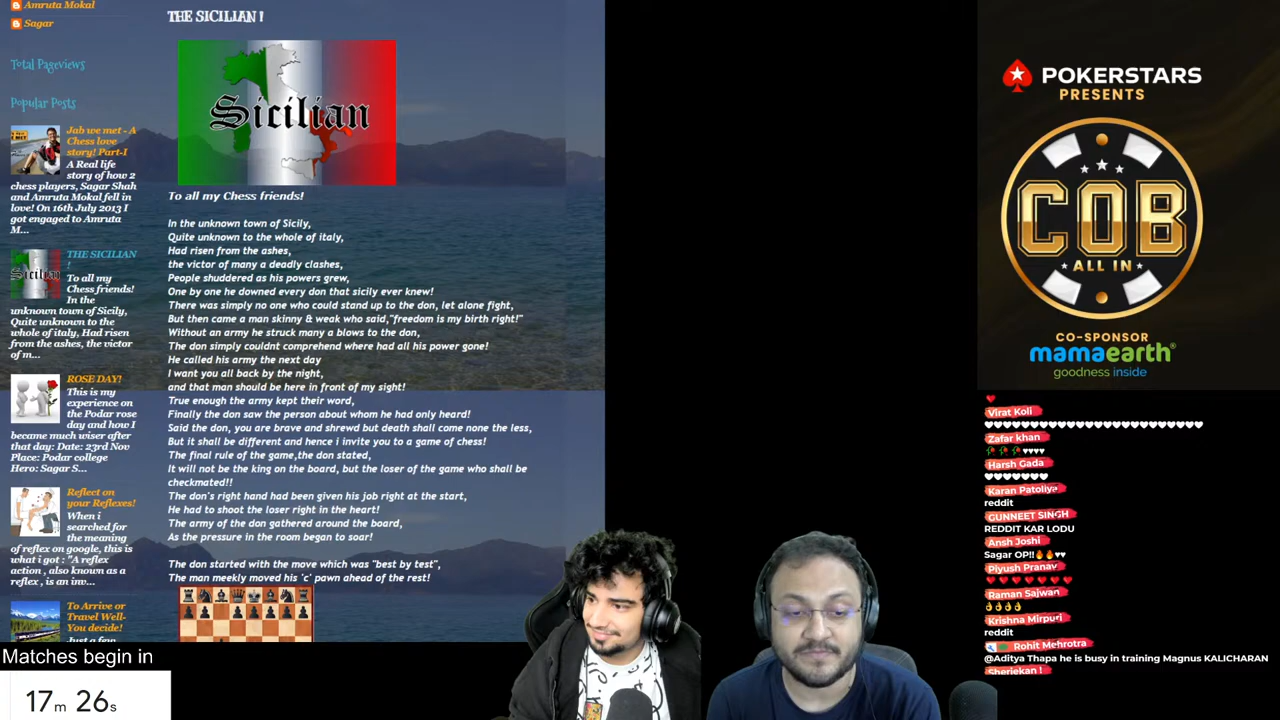 Amruta Mokal
Sagar
Total Pageviews
Popular Posts
Jab we met - A
Chess love
story! Part-I
A Real life
story of how 2
chess players, Sagar Shah
and Amruta Mokal fell in
love! On 16th July 2013 I
got engaged to Amruta
M...
THE SICILIAN
!
To all my
Chess friends!
In the
unknown town of Sicily,
Quite unknown to the
whole of italy, Had risen
from the ashes, the victor
of m...
ROSE DAY!
This is my
experience on
the Podar rose
day and how I
became much wiser after
that day: Date: 23rd Nov
Place: Podar college
Hero: Sagar S...
Reflect on
your Reflexes!
When i
searched for
the meaning
of reflex on google, this is
what i got : "A reflex
action , also known as a
reflex , is an inv...
To Arrive or
Travel Well-
You decide!
Just a few
THE SICILIAN !
Sicilian
To all my Chess friends!
In the unknown town of Sicily,
Quite unknown to the whole of italy,
Had risen from the ashes,
the victor of many a deadly clashes,
People shuddered as his powers grew,
One by one he downed every don that sicily ever knew!
There was simply no one who could stand up to the don, let alone fight,
But then came a man skinny & weak who said,"freedom is my birth right!"
Without an army he struck many a blows to the don,
The don simply couldnt comprehend where had all his power gone!
He called his army the next day
I want you all back by the night,
and that man should be here in front of my sight!
True enough the army kept their word,
Finally the don saw the person about whom he had only heard!
Said the don, you are brave and shrewd but death shall come none the less,
But it shall be different and hence i invite you to a game of chess!
The final rule of the game,the don stated,
It will not be the king on the board, but the loser of the game who shall be
checkmated!!
The don's right hand had been given his job right at the start,
He had to shoot the loser right in the heart!
The army of the don gathered around the board,
As the pressure in the room began to soar!
The don started with the move which was "best by test",
The man meekly moved his 'c' pawn ahead of the rest!
Matches begin in
17m 26s
POKERSTARS
PRESENTS
COB
ALL IN
CO-SPONSOR
mamaearth®
goodness inside
Virat Koli
Zafar khan
Harsh Gada
Karan Patoliya
reddit
GUNNEET SINGH
REDDIT KAR LODU
Ansh Joshi
Sagar OP!!🔥🔥♥♥
Piyush Pranav
Raman Sajwan
Krishna Mirpuri
reddit
Rohit Mehrotra
@Aditya Thapa he is busy in training Magnus KALICHARAN
Sheriekan !